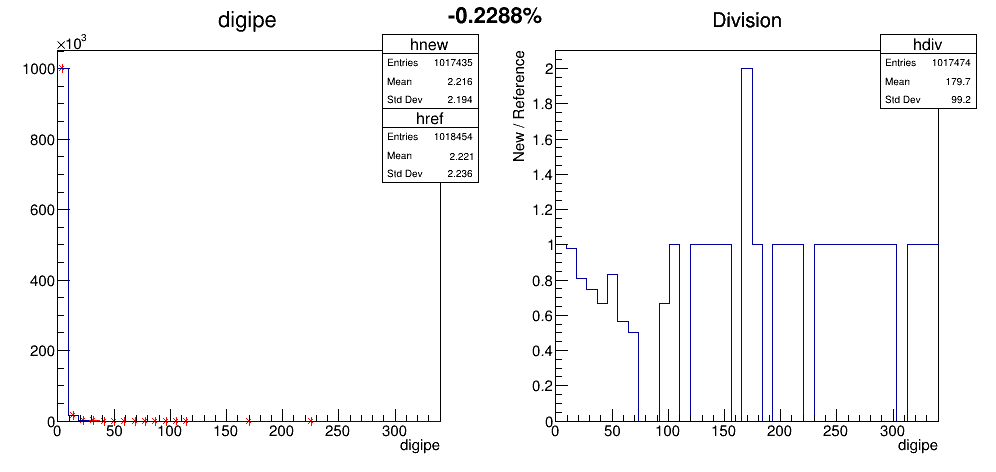 -0.2288%
digipe
×10³
hnew
Entries 1017435
Mean 2.216
Std Dev 2.194
href
Entries 1018454
Mean 2.221
Std Dev 2.236
1000
800
600
400
200
0
0 50 100 150 200 250 300
digipe
Division
hdiv
Entries 1017474
Mean 179.7
Std Dev 99.2
New / Reference
2
1.8
1.6
1.4
1.2
1
0.8
0.6
0.4
0.2
0
0 50 100 150 200 250 300
digipe